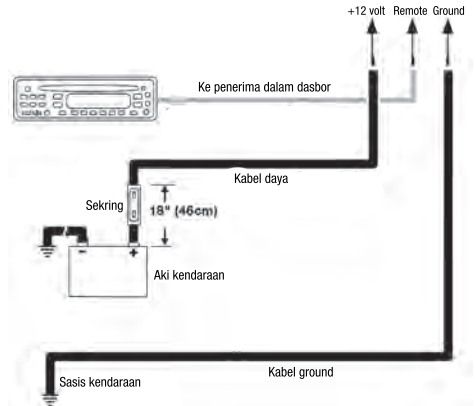 +12 volt Remote Ground
Ke penerima dalam dasbor
Kabel daya
Sekring
18" (46cm)
- +
Aki kendaraan
Kabel ground
Sasis kendaraan